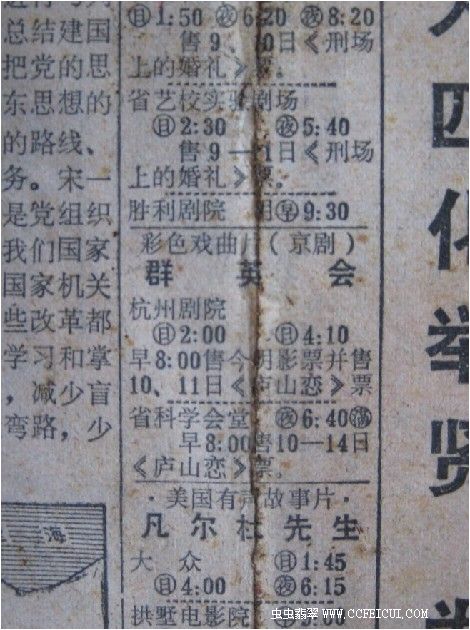 总结建国
把党的思
东思想的
的路线、
务。宋一
是党组织
我们国家
国家机关
些改革都
学习和掌
，减少盲
弯路，少
海
日1:50 夜6:20 夜8:20
售9、10日《刑场
上的婚礼》票。
省艺校实验剧场
日2:30 夜5:40
售9—11日《刑场
上的婚礼》票。
胜利剧院 明早9:30
彩色戏曲片（京剧）
群英会
杭州剧院
日2:00 日4:10
早8:00售今明影票并售
10、11日《庐山恋》票
省科学会堂 夜6:40满
早8:00售10—14日
《庐山恋》票。
·美国有声故事片·
凡尔杜先生
大众 日1:45
日4:00 夜6:15
拱墅电影院
四化举贤
虫虫翡翠 www.CCFEICUI.COM